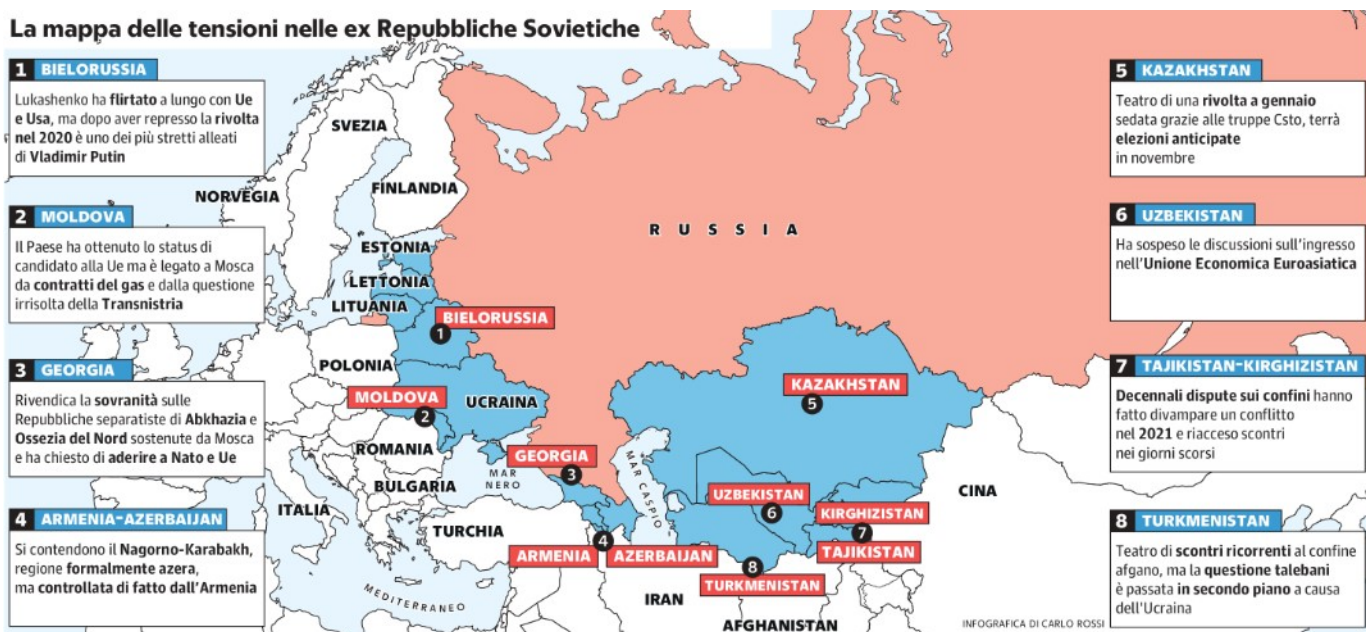 La mappa delle tensioni nelle ex Repubbliche Sovietiche
1 BIELORUSSIA
Lukashenko ha flirtato a lungo con Ue
e Usa, ma dopo aver represso la rivolta
nel 2020 è uno dei più stretti alleati
di Vladimir Putin
2 MOLDOVA
Il Paese ha ottenuto lo status di
candidato alla Ue ma è legato a Mosca
da contratti del gas e dalla questione
irrisolta della Transnistria
3 GEORGIA
Rivendica la sovranità sulle
Repubbliche separatiste di Abkhazia e
Ossezia del Nord sostenute da Mosca
e ha chiesto di aderire a Nato e Ue
4 ARMENIA-AZERBAIJAN
Si contendono il Nagorno-Karabakh,
regione formalmente azera,
ma controllata di fatto dall'Armenia
SVEZIA
NORVEGIA
FINLANDIA
RUSSIA
ESTONIA
LETTONIA
LITUANIA
BIELORUSSIA
1
POLONIA
MOLDOVA
2
UCRAINA
KAZAKHSTAN
5
ROMANIA
GEORGIA
3
MAR
NERO
MAR CASPIO
BULGARIA
ITALIA
TURCHIA
UZBEKISTAN
6
CINA
KIRGHIZISTAN
7
TAJIKISTAN
ARMENIA
4
AZERBAIJAN
8
TURKMENISTAN
MEDITERRANEO
IRAN
AFGHANISTAN
5 KAZAKHSTAN
Teatro di una rivolta a gennaio
sedata grazie alle truppe Csto, terrà
elezioni anticipate
in novembre
6 UZBEKISTAN
Ha sospeso le discussioni sull'ingresso
nell'Unione Economica Euroasiatica
7 TAJIKISTAN-KIRGHIZISTAN
Decennali dispute sui confini hanno
fatto divampare un conflitto
nel 2021 e riacceso scontri
nei giorni scorsi
8 TURKMENISTAN
Teatro di scontri ricorrenti al confine
afgano, ma la questione talebani
è passata in secondo piano a causa
dell'Ucraina
INFOGRAFICA DI CARLO ROSSI